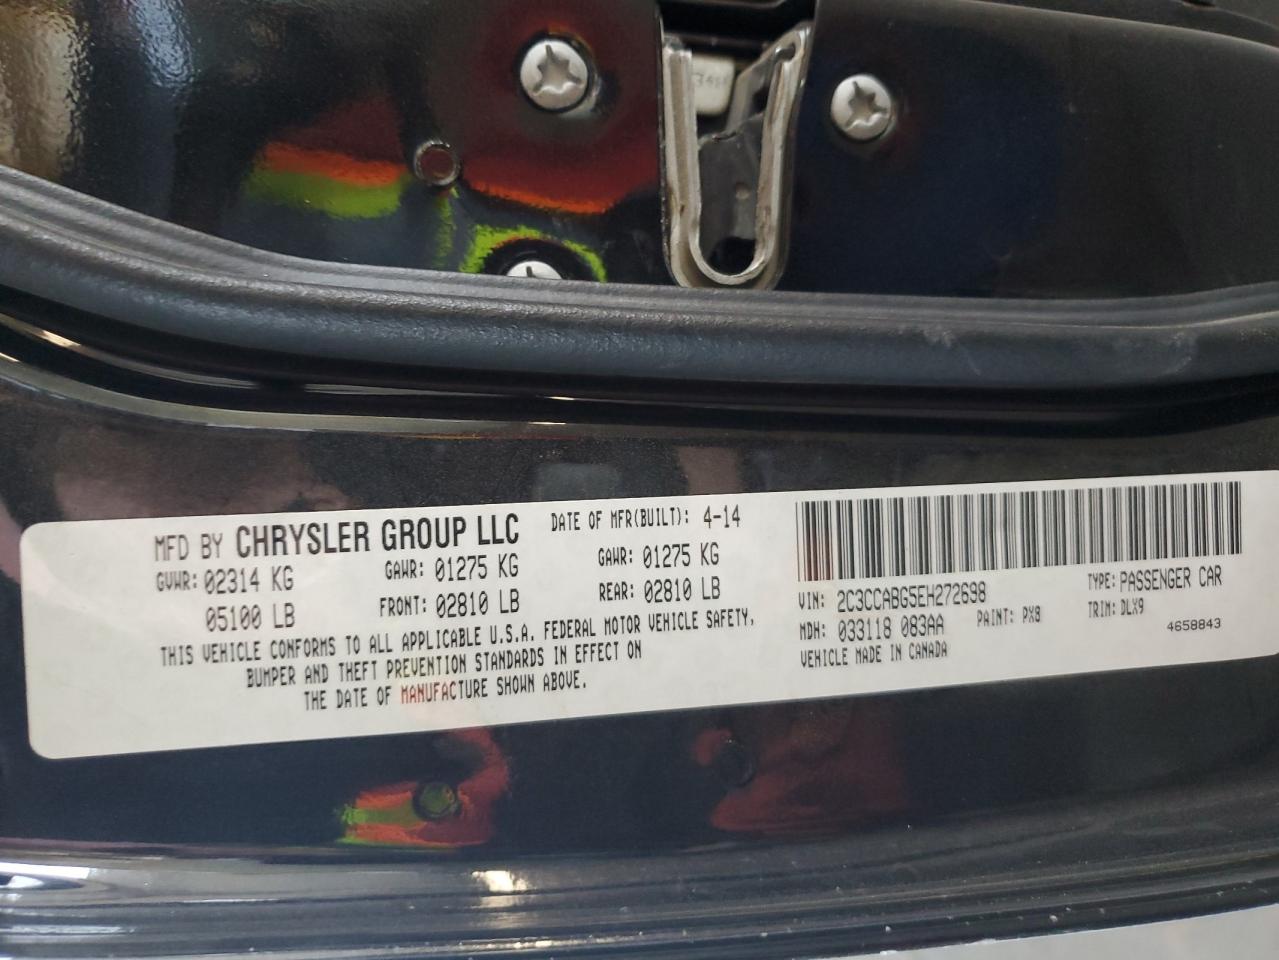 MFD BY CHRYSLER GROUP LLC DATE OF MFR(BUILT): 4-14
GVWR: 02314 KG GAWR: 01275 KG GAWR: 01275 KG
05100 LB FRONT: 02810 LB REAR: 02810 LB
THIS VEHICLE CONFORMS TO ALL APPLICABLE U.S.A. FEDERAL MOTOR VEHICLE SAFETY,
BUMPER AND THEFT PREVENTION STANDARDS IN EFFECT ON
THE DATE OF MANUFACTURE SHOWN ABOVE.
VIN: 2C3CCABG5EH272698 TYPE: PASSENGER CAR
MDH: 033118 083AA PAINT: PX8 TRIM: DLX9
VEHICLE MADE IN CANADA 4658843